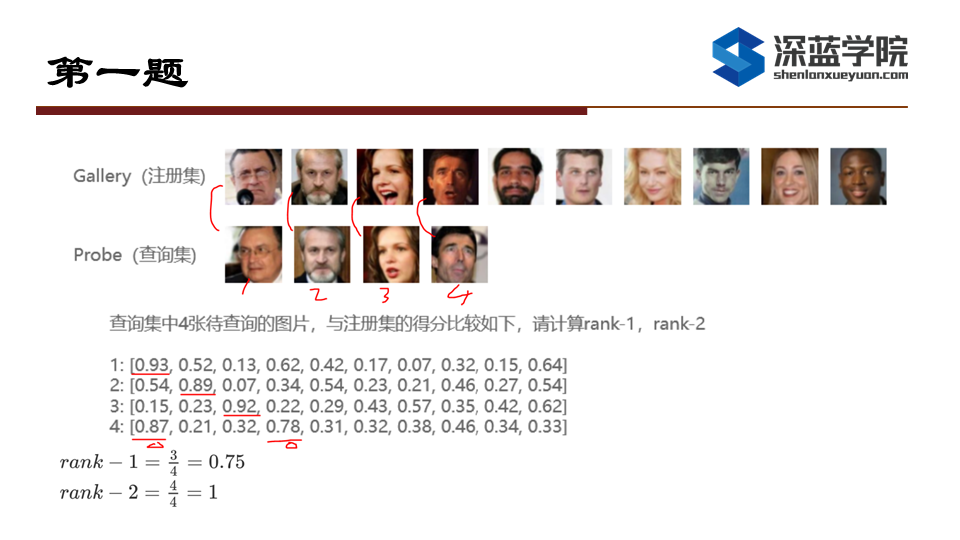 第一题
深蓝学院
shenlanxueyuan.com
Gallery (注册集)
Probe (查询集)
1 2 3 4
查询集中4张待查询的图片，与注册集的得分比较如下，请计算rank-1，rank-2
1: [0.93, 0.52, 0.13, 0.62, 0.42, 0.17, 0.07, 0.32, 0.15, 0.64]
2: [0.54, 0.89, 0.07, 0.34, 0.54, 0.23, 0.21, 0.46, 0.27, 0.54]
3: [0.15, 0.23, 0.92, 0.22, 0.29, 0.43, 0.57, 0.35, 0.42, 0.62]
4: [0.87, 0.21, 0.32, 0.78, 0.31, 0.32, 0.38, 0.46, 0.34, 0.33]
rank − 1 = 3/4 = 0.75
rank − 2 = 4/4 = 1